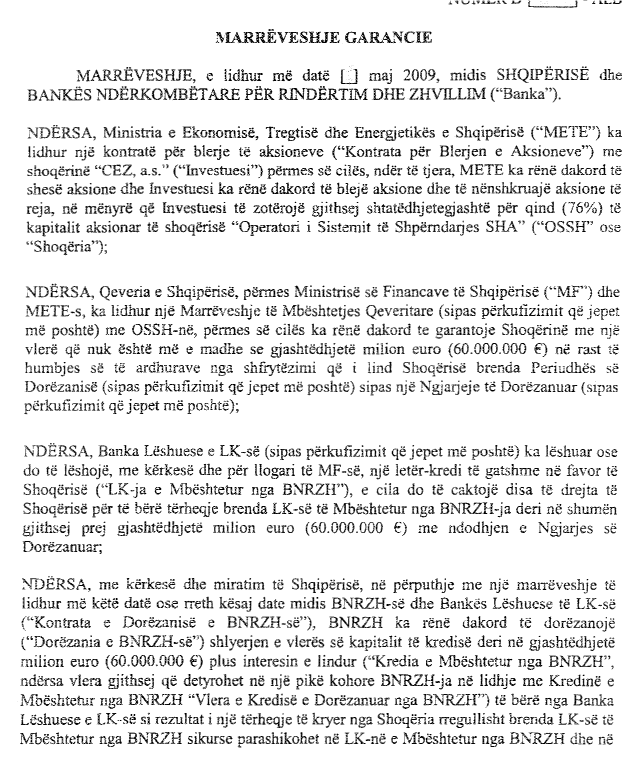 MARRËVESHJE GARANCIE
MARRËVESHJE, e lidhur më datë [ ] maj 2009, midis SHQIPËRISË dhe
BANKËS NDËRKOMBËTARE PËR RINDËRTIM DHE ZHVILLIM (“Banka”).
NDËRSA, Ministria e Ekonomisë, Tregtisë dhe Energjetikës e Shqipërisë (“METE”) ka
lidhur një kontratë për blerje të aksioneve (“Kontrata për Blerjen e Aksioneve”) me
shoqërinë “CEZ, a.s.” (“Investuesi”) përmes së cilës, ndër të tjera, METE ka rënë dakord të
shesë aksione dhe Investuesi ka rënë dakord të blejë aksione dhe të nënshkruajë aksione të
reja, në mënyrë që Investuesi të zotërojë gjithsej shtatëdhjetegjashtë për qind (76%) të
kapitalit aksionar të shoqërisë “Operatori i Sistemit të Shpërndarjes SHA” (“OSSH” ose
“Shoqëria”);
NDËRSA, Qeveria e Shqipërisë, përmes Ministrisë së Financave të Shqipërisë (“MF”) dhe
METE-s, ka lidhur një Marrëveshje të Mbështetjes Qeveritare (sipas përkufizimit që jepet
më poshtë) me OSSH-në, përmes së cilës ka rënë dakord te garantoje Shoqërinë me një
vlerë që nuk është më e madhe se gjashtëdhjetë milion euro (60.000.000 €) në rast të
humbjes së të ardhurave nga shfrytëzimi që i lind Shoqërisë brenda Periudhës së
Dorëzanisë (sipas përkufizimit që jepet më poshtë) sipas një Ngjarjeje të Dorëzanuar (sipas
përkufizimit që jepet më poshtë);
NDËRSA, Banka Lëshuese e LK-së (sipas përkufizimit që jepet më poshtë) ka lëshuar ose
do të lëshojë, me kërkesë dhe për llogari të MF-së, një letër-kredi të gatshme në favor të
Shoqërisë (“LK-ja e Mbështetur nga BNRZH”), e cila do të caktojë disa të drejta të
Shoqërisë për të bërë tërheqje brenda LK-së të Mbështetur nga BNRZH-ja deri në shumën
gjithsej prej gjashtëdhjetë milion euro (60.000.000 €) me ndodhjen e Ngjarjes së
Dorëzanuar;
NDËRSA, me kërkesë dhe miratim të Shqipërisë, në përputhje me një marrëveshje të
lidhur më këtë datë ose rreth kësaj date midis BNRZH-së dhe Bankës Lëshuese të LK-së
(“Kontrata e Dorëzanisë e BNRZH-së”), BNRZH ka rënë dakord të dorëzanojë
(“Dorëzania e BNRZH-së”) shlyerjen e vlerës së kapitalit të kredisë deri në gjashtëdhjetë
milion euro (60.000.000 €) plus interesin e lindur (“Kredia e Mbështetur nga BNRZH”,
ndërsa vlera gjithsej që detyrohet në një pikë kohore BNRZH-ja në lidhje me Kredinë e
Mbështetur nga BNRZH “Vlera e Kredisë e Dorëzanuar nga BNRZH”) të bërë nga Banka
Lëshuese e LK-së si rezultat i një tërheqje të kryer nga Shoqëria rregullisht brenda LK-së të
Mbështetur nga BNRZH sikurse parashikohet në LK-në e Mbështetur nga BNRZH dhe në